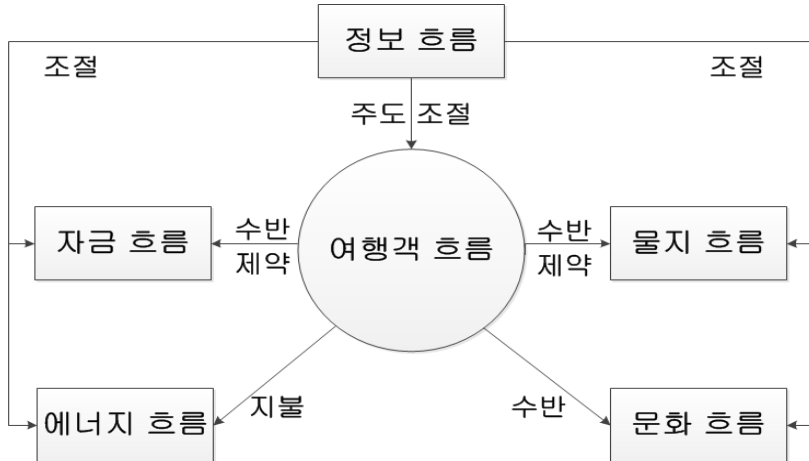 정보 흐름
조절
조절
주도 조절
자금 흐름
수반
제약
여행객 흐름
수반
제약
물지 흐름
에너지 흐름
지불
수반
문화 흐름